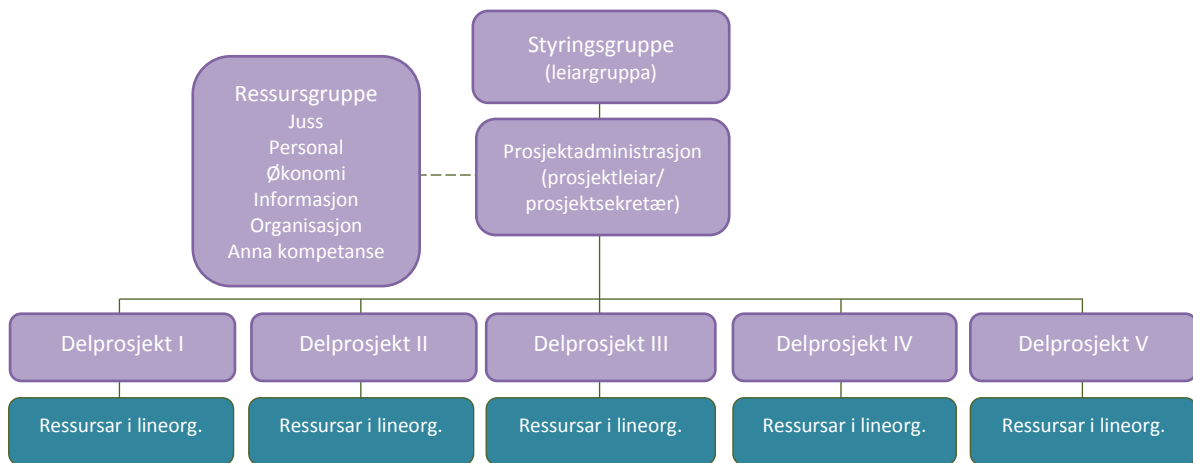 Styringsgruppe
(leiargruppa)
Ressursgruppe
Juss
Personal
Økonomi
Informasjon
Organisasjon
Anna kompetanse
Prosjektadministrasjon
(prosjektleiar/
prosjektsekretær)
Delprosjekt I
Delprosjekt II
Delprosjekt III
Delprosjekt IV
Delprosjekt V
Ressursar i lineorg.
Ressursar i lineorg.
Ressursar i lineorg.
Ressursar i lineorg.
Ressursar i lineorg.